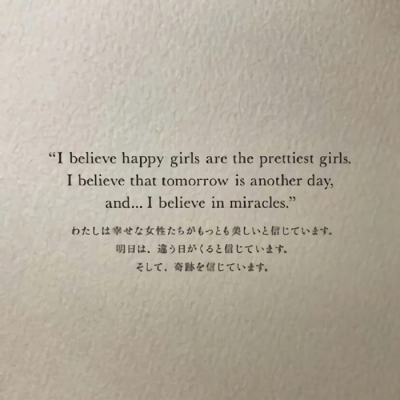 “I believe happy girls are the prettiest girls.
I believe that tomorrow is another day,
and... I believe in miracles.”
わたしは幸せな女性たちがもっとも美しいと信じています。
明日は、違う日がくると信じています。
そして、奇跡を信じています。